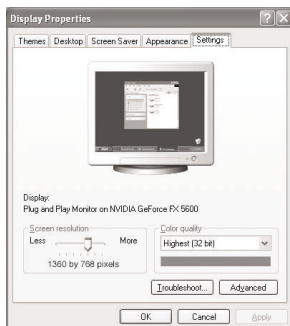 Display Properties
Themes Desktop Screen Saver Appearance Settings
Display:
Plug and Play Monitor on NVIDIA GeForce FX 5600
Screen resolution
Less More
1360 by 768 pixels
Color quality
Highest (32 bit)
Troubleshoot... Advanced
OK Cancel Apply